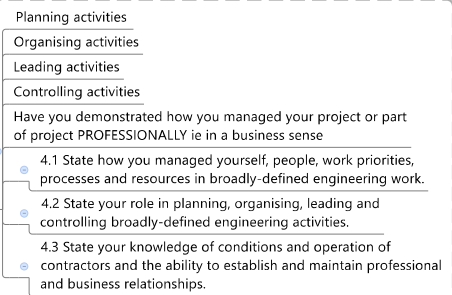 Planning activities
Organising activities
Leading activities
Controlling activities
Have you demonstrated how you managed your project or part
of project PROFESSIONALLY ie in a business sense
4.1 State how you managed yourself, people, work priorities,
processes and resources in broadly-defined engineering work.
4.2 State your role in planning, organising, leading and
controlling broadly-defined engineering activities.
4.3 State your knowledge of conditions and operation of
contractors and the ability to establish and maintain professional
and business relationships.